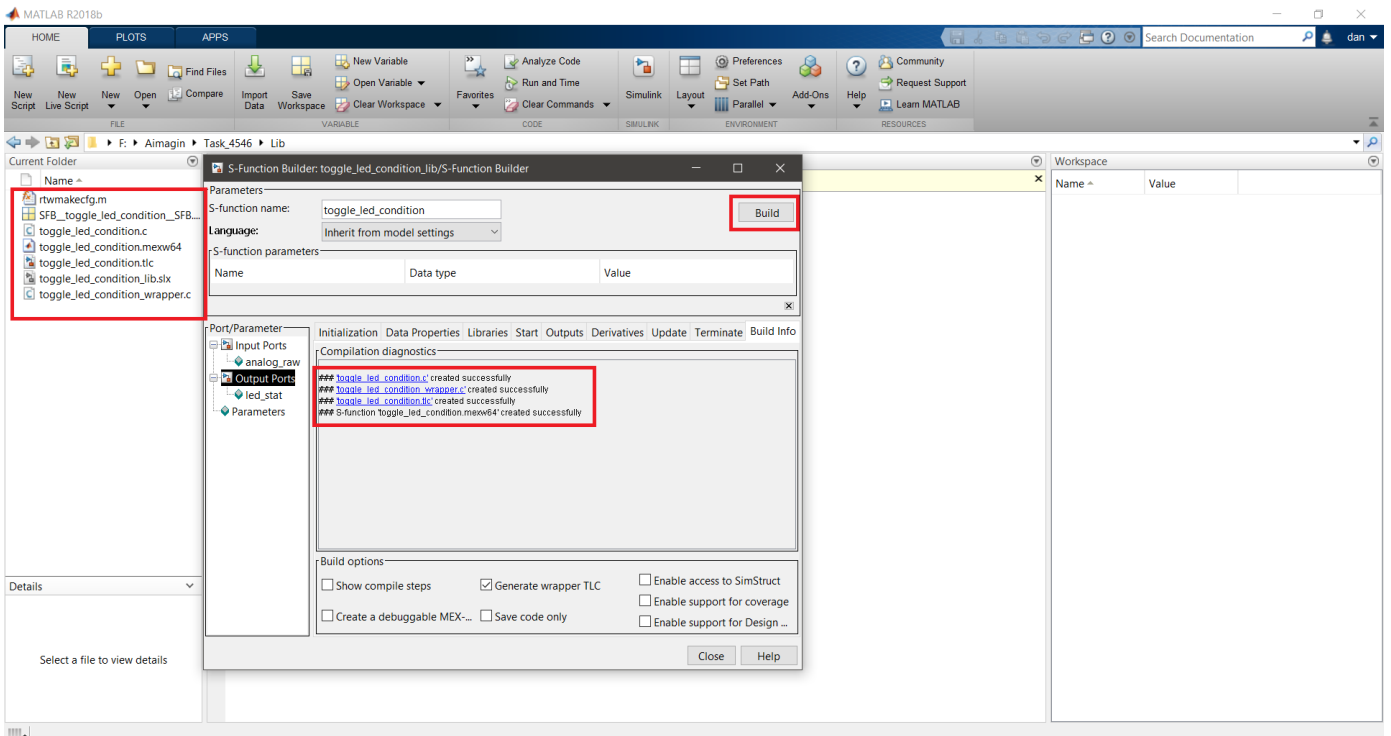 MATLAB R2018b
HOME PLOTS APPS
Search Documentation
dan
New Script
New Live Script
New
Open
Find Files
Compare
Import Data
Save Workspace
New Variable
Open Variable
Clear Workspace
Favorites
Analyze Code
Run and Time
Clear Commands
Simulink
Layout
Preferences
Set Path
Parallel
Add-Ons
Help
Community
Request Support
Learn MATLAB
FILE VARIABLE CODE SIMULINK ENVIRONMENT RESOURCES
F: Aimagin Task_4546 Lib
Current Folder
Name
rtwmakecfg.m
SFB__toggle_led_condition__SFB....
toggle_led_condition.c
toggle_led_condition.mexw64
toggle_led_condition.tlc
toggle_led_condition_lib.slx
toggle_led_condition_wrapper.c
Details
Select a file to view details
S-Function Builder: toggle_led_condition_lib/S-Function Builder
Parameters
S-function name: toggle_led_condition
Build
Language: Inherit from model settings
S-function parameters
Name Data type Value
Port/Parameter
Input Ports
analog_raw
Output Ports
led_stat
Parameters
Initialization Data Properties Libraries Start Outputs Derivatives Update Terminate Build Info
Compilation diagnostics
### 'toggle_led_condition.c' created successfully
### 'toggle_led_condition_wrapper.c' created successfully
### 'toggle_led_condition.tlc' created successfully
### S-function 'toggle_led_condition.mexw64' created successfully
Build options
Show compile steps
Generate wrapper TLC
Enable access to SimStruct
Enable support for coverage
Create a debuggable MEX-...
Save code only
Enable support for Design ...
Close Help
Workspace
Name Value